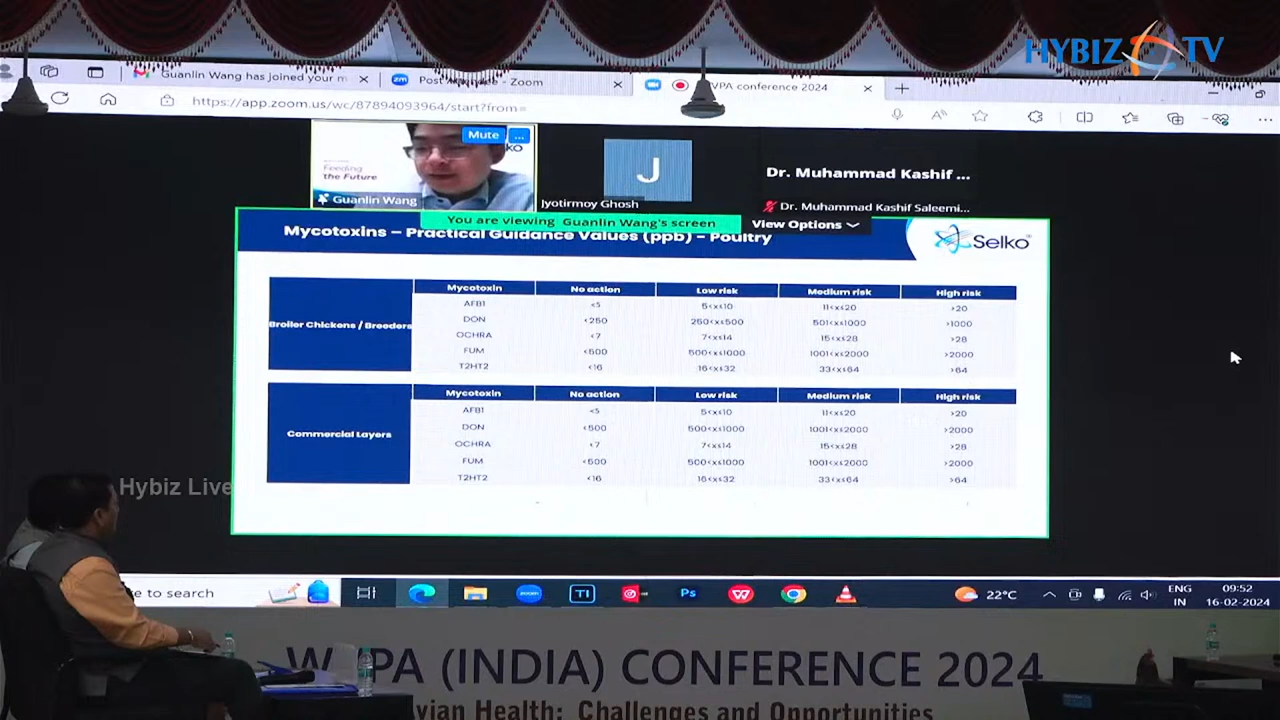 HYBIZ TV
Guanlin Wang has joined your m
Zoom
VPA conference 2024
https://app.zoom.us/wc/87894093964/start?from=
Mute
...
Feeding
the Future
Guanlin Wang
J
Jyotirmoy Ghosh
Dr. Muhammad Kashif ...
Dr. Muhammad Kashif Saleemi...
You are viewing Guanlin Wang's screen
View Options
Mycotoxins – Practical Guidance Values (ppb) - Poultry
Selko
Broiler Chickens / Breeders
Mycotoxin No action Low risk Medium risk High risk
AFB1 <5 5<x≤10 11<x≤20 >20
DON <250 250<x≤500 501<x≤1000 >1000
OCHRA <7 7<x≤14 15<x≤28 >28
FUM <500 500<x≤1000 1001<x≤2000 >2000
T2HT2 <16 16<x≤32 33<x≤64 >64
Commercial Layers
Mycotoxin No action Low risk Medium risk High risk
AFB1 <5 5<x≤10 11<x≤20 >20
DON <500 500<x≤1000 1001<x≤2000 >2000
OCHRA <7 7<x≤14 15<x≤28 >28
FUM <500 500<x≤1000 1001<x≤2000 >2000
T2HT2 <16 16<x≤32 33<x≤64 >64
Hybiz Live
e to search
zoom
TI
Ps
22°C
ENG
IN
09:52
16-02-2024
W PA (INDIA) CONFERENCE 2024
vian Health: Challenges and Opportunities